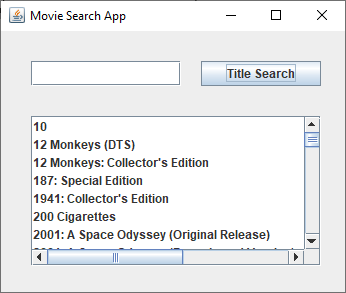 Movie Search App
Title Search
10
12 Monkeys (DTS)
12 Monkeys: Collector's Edition
187: Special Edition
1941: Collector's Edition
200 Cigarettes
2001: A Space Odyssey (Original Release)